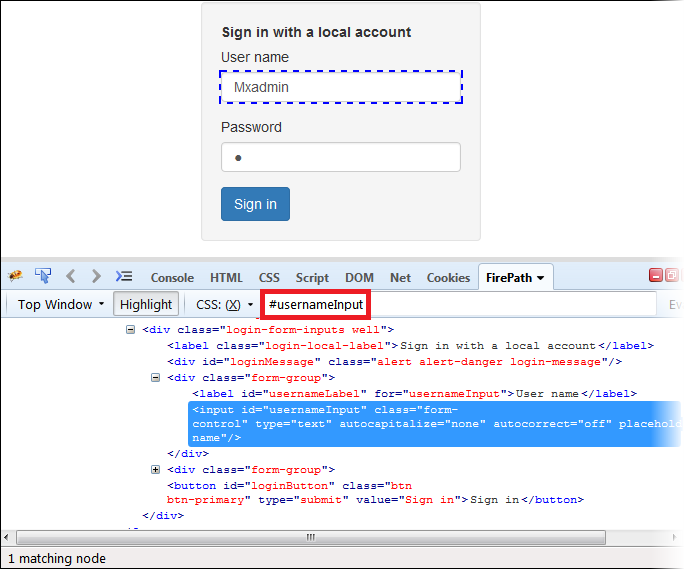 Sign in with a local account
User name
Mxadmin
Password
Sign in
Console HTML CSS Script DOM Net Cookies FirePath
Top Window Highlight CSS: (X) #usernameInput Ev
<div class="login-form-inputs well">
<label class="login-local-label">Sign in with a local account</label>
<div id="loginMessage" class="alert alert-danger login-message"/>
<div class="form-group">
<label id="usernameLabel" for="usernameInput">User name</label>
<input id="usernameInput" class="form-
control" type="text" autocapitalize="none" autocorrect="off" placehold
name"/>
</div>
<div class="form-group">
<button id="loginButton" class="btn
btn-primary" type="submit" value="Sign in">Sign in</button>
</div>
1 matching node